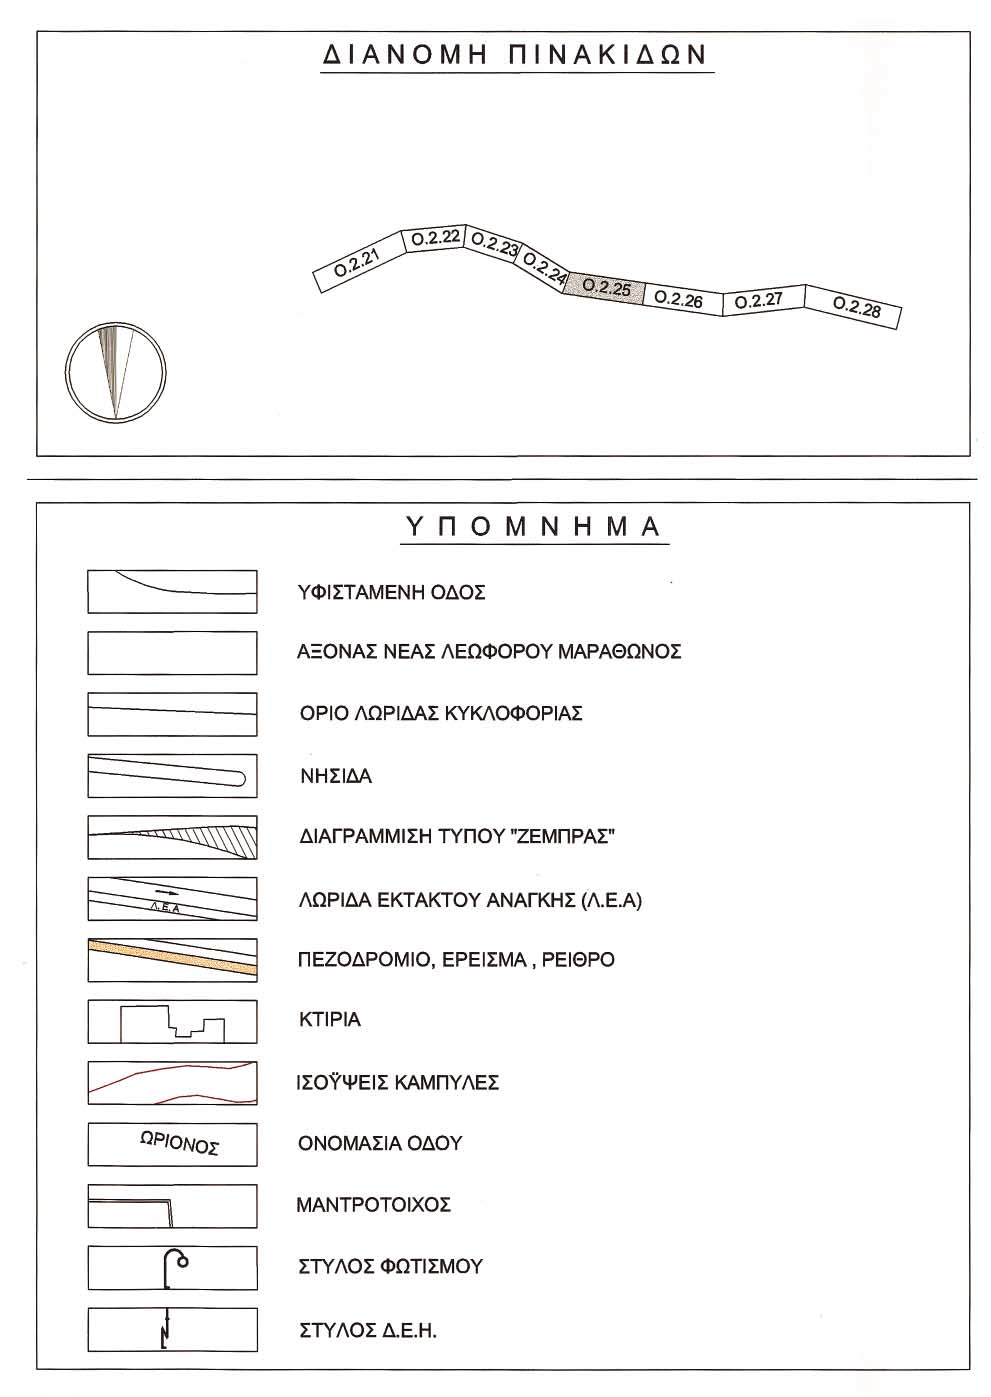 ΔΙΑΝΟΜΗ ΠΙΝΑΚΙΔΩΝ
Ο.2.21
Ο.2.22
Ο.2.23
Ο.2.24
Ο.2.25
Ο.2.26
Ο.2.27
Ο.2.28
ΥΠΟΜΝΗΜΑ
ΥΦΙΣΤΑΜΕΝΗ ΟΔΟΣ
ΑΞΟΝΑΣ ΝΕΑΣ ΛΕΩΦΟΡΟΥ ΜΑΡΑΘΩΝΟΣ
ΟΡΙΟ ΛΩΡΙΔΑΣ ΚΥΚΛΟΦΟΡΙΑΣ
ΝΗΣΙΔΑ
ΔΙΑΓΡΑΜΜΙΣΗ ΤΥΠΟΥ "ΖΕΜΠΡΑΣ"
Λ.Ε.Α
ΛΩΡΙΔΑ ΕΚΤΑΚΤΟΥ ΑΝΑΓΚΗΣ (Λ.Ε.Α)
ΠΕΖΟΔΡΟΜΙΟ, ΕΡΕΙΣΜΑ , ΡΕΙΘΡΟ
ΚΤΙΡΙΑ
ΙΣΟΫΨΕΙΣ ΚΑΜΠΥΛΕΣ
ΩΡΙΟΝΟΣ
ΟΝΟΜΑΣΙΑ ΟΔΟΥ
ΜΑΝΤΡΟΤΟΙΧΟΣ
ΣΤΥΛΟΣ ΦΩΤΙΣΜΟΥ
ΣΤΥΛΟΣ Δ.Ε.Η.